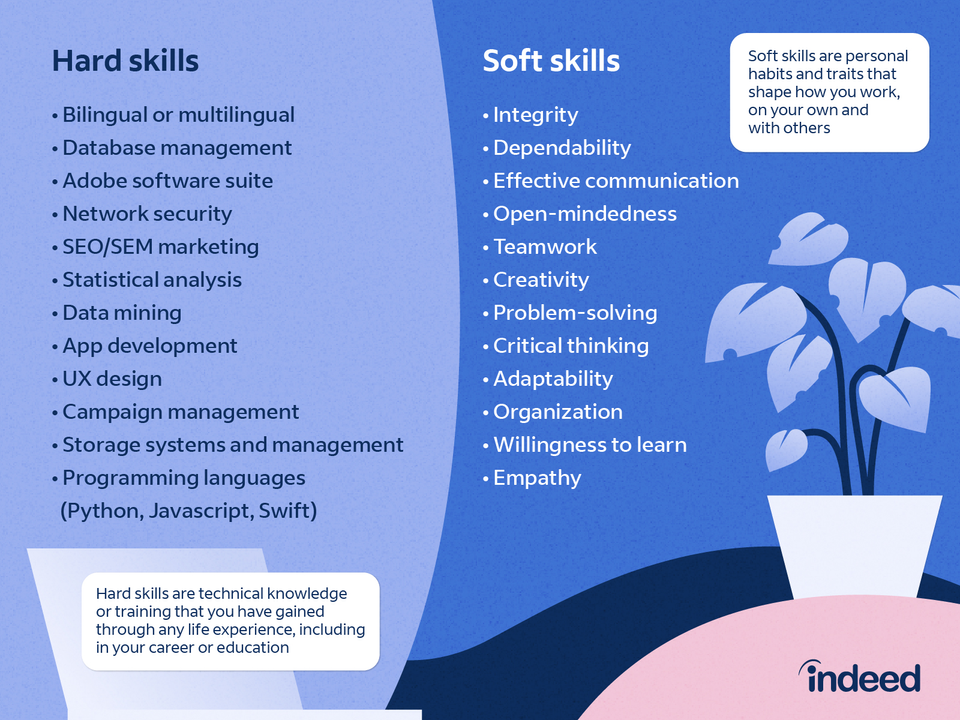 Hard skills
• Bilingual or multilingual
• Database management
• Adobe software suite
• Network security
• SEO/SEM marketing
• Statistical analysis
• Data mining
• App development
• UX design
• Campaign management
• Storage systems and management
• Programming languages
(Python, Javascript, Swift)
Hard skills are technical knowledge
or training that you have gained
through any life experience, including
in your career or education
Soft skills
• Integrity
• Dependability
• Effective communication
• Open-mindedness
• Teamwork
• Creativity
• Problem-solving
• Critical thinking
• Adaptability
• Organization
• Willingness to learn
• Empathy
Soft skills are personal
habits and traits that
shape how you work,
on your own and
with others
indeed